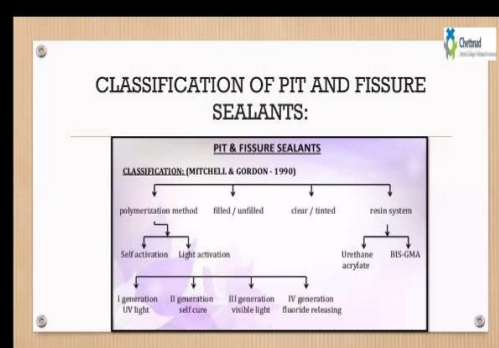 Chettinad
CLASSIFICATION OF PIT AND FISSURE
SEALANTS:
PIT & FISSURE SEALANTS
CLASSIFICATION: (MITCHELL & GORDON - 1990)
polymerization method filled / unfilled clear / tinted resin system
Self activation Light activation Urethane acrylate BIS-GMA
I generation II generation III generation IV generation
UV light self cure visible light fluoride releasing